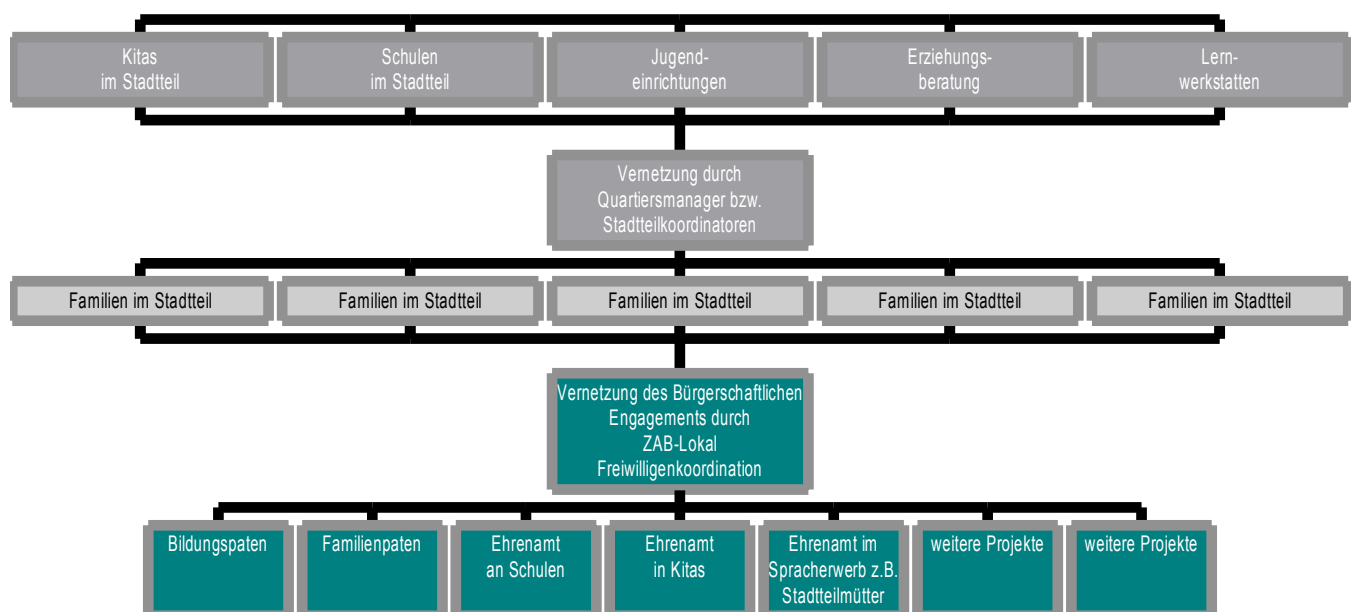 Kitas
im Stadtteil
Schulen
im Stadtteil
Jugend-
einrichtungen
Erziehungs-
beratung
Lern-
werkstatten
Vernetzung durch
Quartiersmanager bzw.
Stadtteilkoordinatoren
Familien im Stadtteil
Familien im Stadtteil
Familien im Stadtteil
Familien im Stadtteil
Familien im Stadtteil
Vernetzung des Bürgerschaftlichen
Engagements durch
ZAB-Lokal
Freiwilligenkoordination
Bildungspaten
Familienpaten
Ehrenamt
an Schulen
Ehrenamt
in Kitas
Ehrenamt im
Spracherwerb z.B.
Stadtteilmütter
weitere Projekte
weitere Projekte